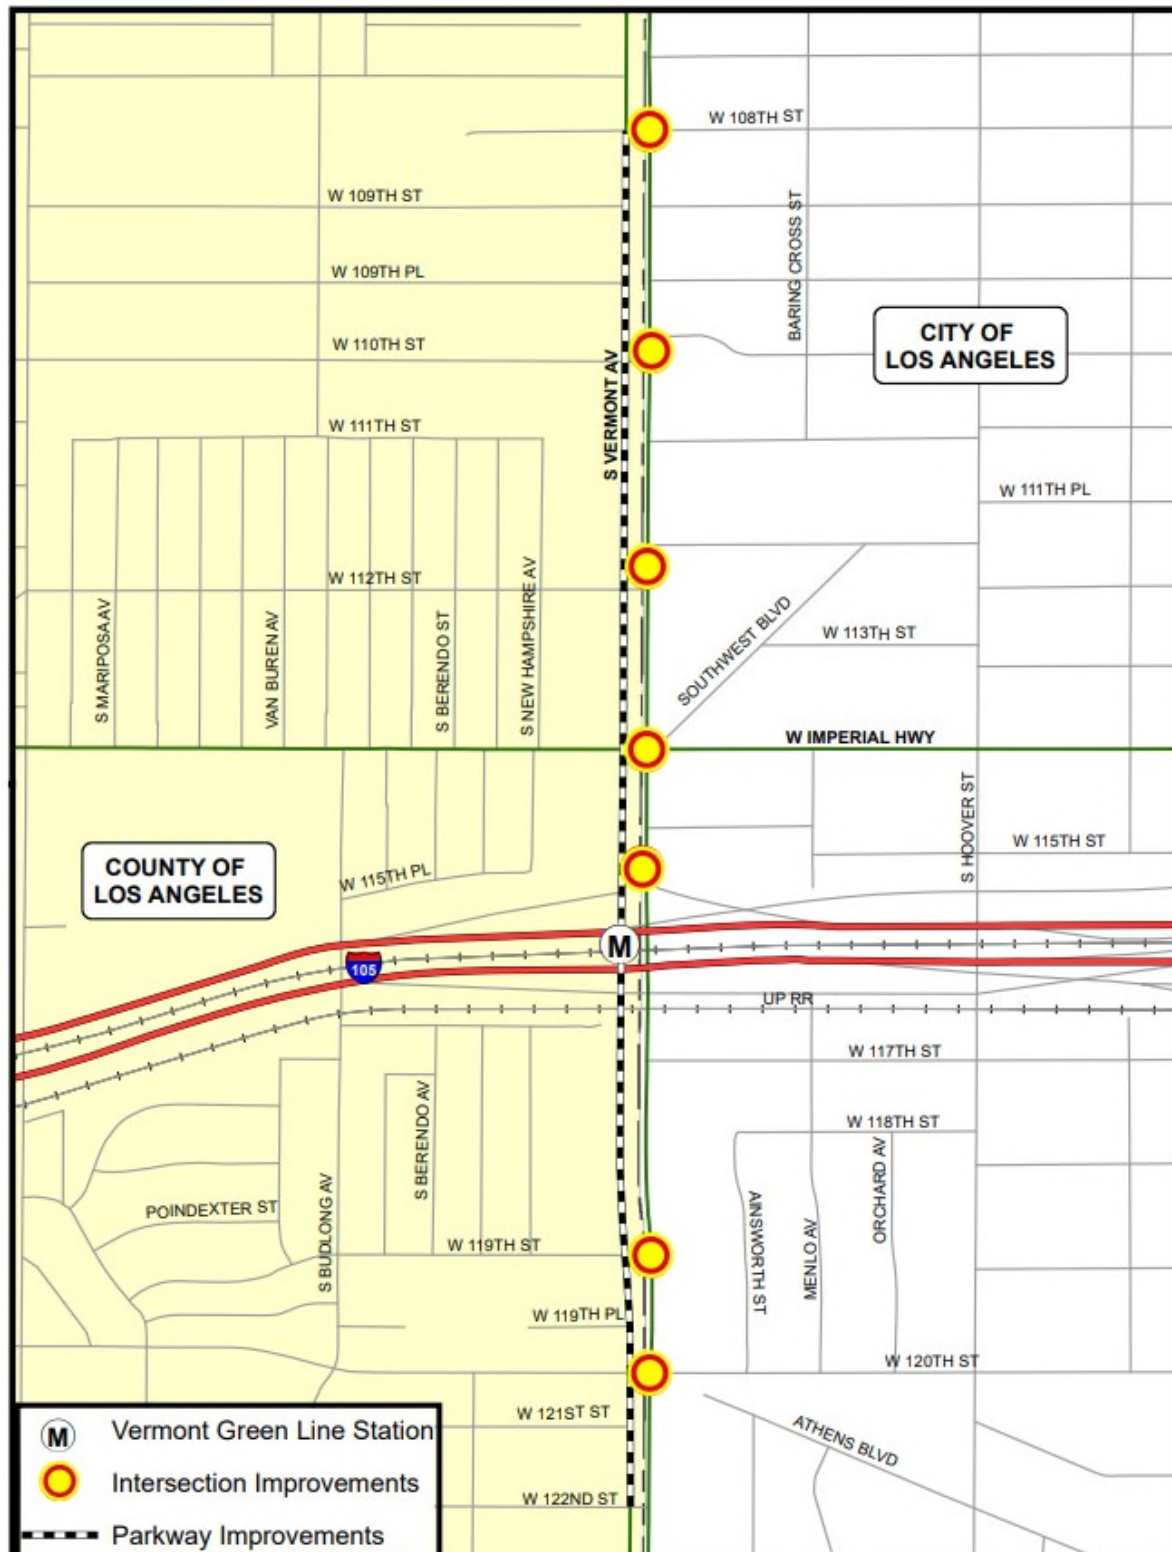 W 108TH ST
W 109TH ST
BARING CROSS ST
W 109TH PL
CITY OF
LOS ANGELES
W 110TH ST
S VERMONT AV
W 111TH ST
W 111TH PL
W 112TH ST
S MARIPOSA AV
VAN BUREN AV
S BERENDO ST
S NEW HAMPSHIRE AV
SOUTHWEST BLVD
W 113TH ST
W IMPERIAL HWY
S HOOVER ST
W 115TH ST
COUNTY OF
LOS ANGELES
W 115TH PL
M
105
UP RR
W 117TH ST
S BERENDO AV
W 118TH ST
ORCHARD AV
POINDEXTER ST
S BUDLONG AV
W 119TH ST
AINSWORTH ST
MENLO AV
W 119TH PL
W 120TH ST
W 121ST ST
ATHENS BLVD
W 122ND ST
M Vermont Green Line Station
Intersection Improvements
Parkway Improvements